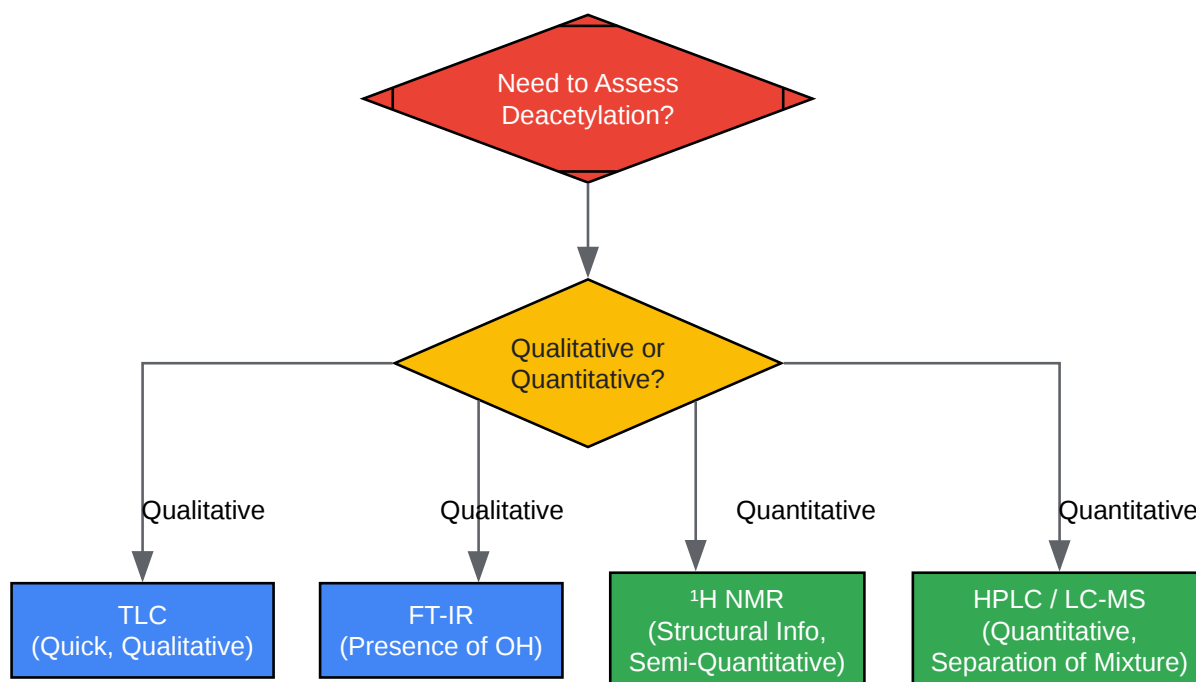 Need to Assess
Deacetylation?
Qualitative or
Quantitative?
Qualitative
Qualitative
Quantitative
Quantitative
TLC
(Quick, Qualitative)
FT-IR
(Presence of OH)
¹H NMR
(Structural Info,
Semi-Quantitative)
HPLC / LC-MS
(Quantitative,
Separation of Mixture)